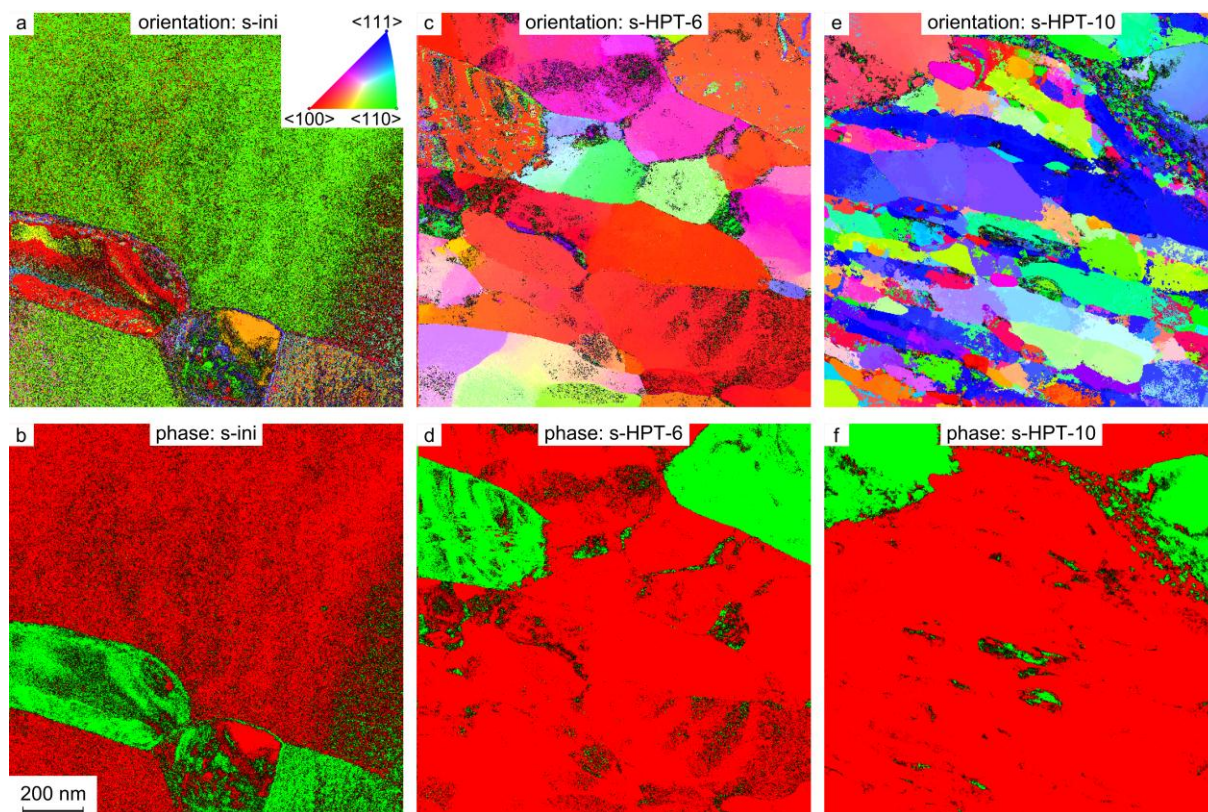 a orientation: s-ini
<111>
<100> <110>
c orientation: s-HPT-6
e orientation: s-HPT-10
b phase: s-ini
200 nm
d phase: s-HPT-6
f phase: s-HPT-10